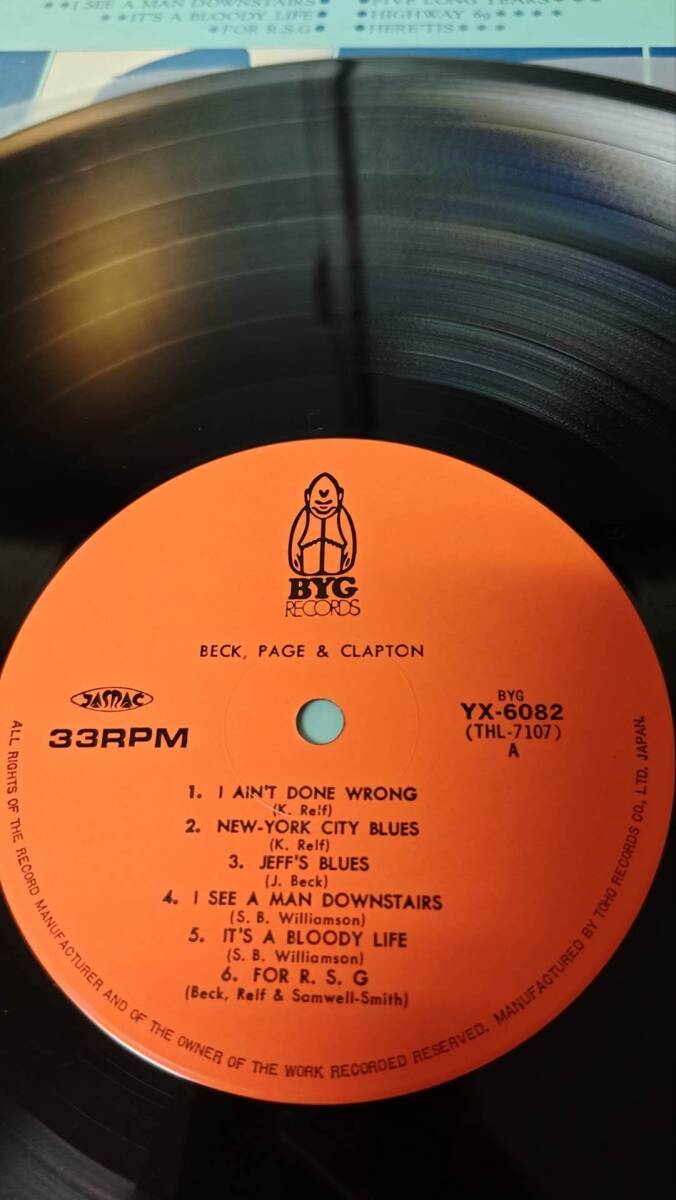 ★★I SEE A MAN DOWNSTAIRS●
★IT'S A BLOODY LIFE●
★FOR R.S.G●
●FIVE LONG YEARS★★★
●HIGHWAY 69★★★
●HERE'TIS★★★
BYG
RECORDS
BECK, PAGE & CLAPTON
JASRAC
33RPM
BYG
YX-6082
(THL-7107)
A
1. I AIN'T DONE WRONG
(K. Relf)
2. NEW-YORK CITY BLUES
(K. Relf)
3. JEFF'S BLUES
(J. Beck)
4. I SEE A MAN DOWNSTAIRS
(S. B. Williamson)
5. IT'S A BLOODY LIFE
(S. B. Williamson)
6. FOR R. S. G
(Beck, Relf & Samwell-Smith)
ALL RIGHTS OF THE RECORD MANUFACTURER AND OF THE OWNER OF THE WORK RECORDED RESERVED. MANUFACTURED BY TOHO RECORDS CO., LTD. JAPAN.